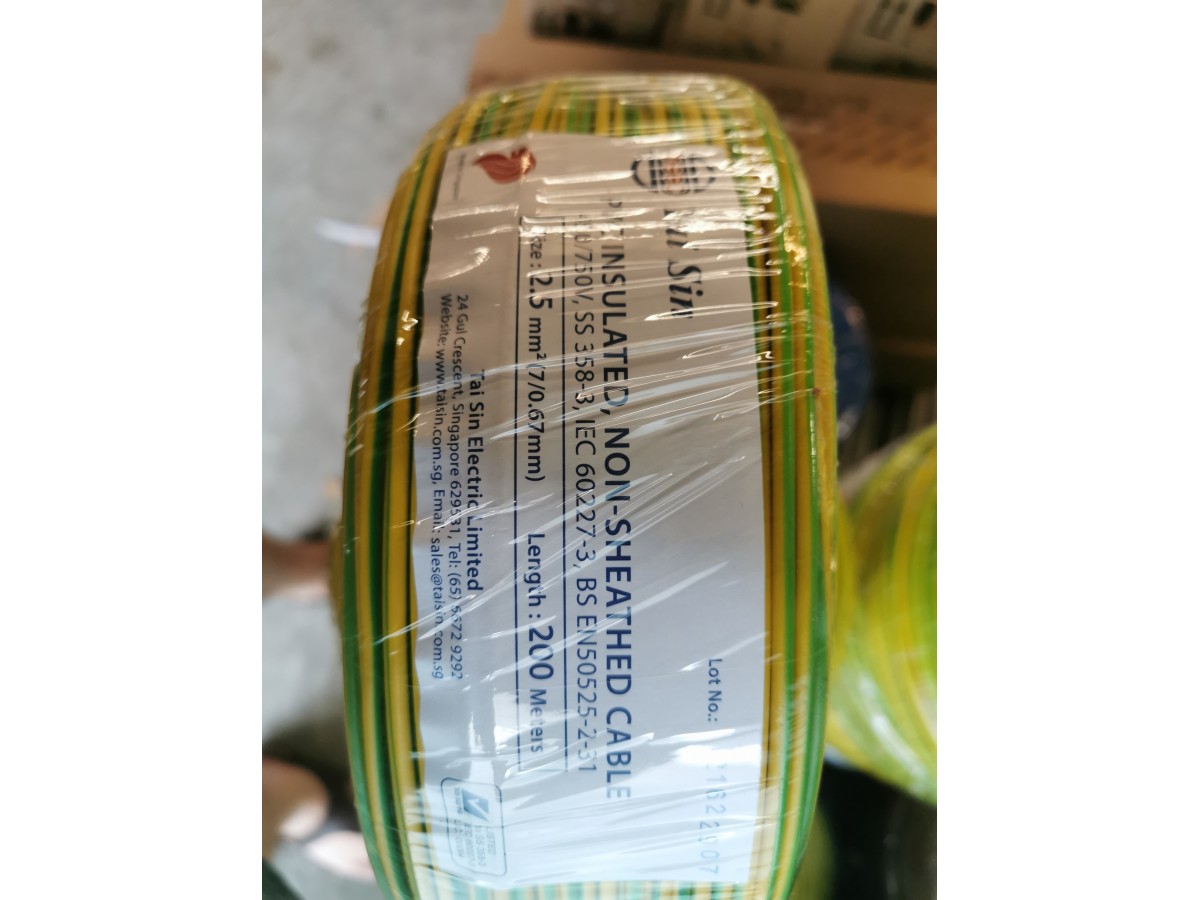 Sin
Lot No.:
INSULATED, NON-SHEATHED CABLE
/750V, SS 358-3, IEC 60227-3, BS EN50525-2-31
Size: 2.5 mm² (7/0.67mm) Length : 200 Meters
Tai Sin Electric Limited
24 Gul Crescent, Singapore 629531, Tel: (65) 6672 9292
Website: www.taisin.com.sg, Email: sales@taisin.com.sg
LISTED